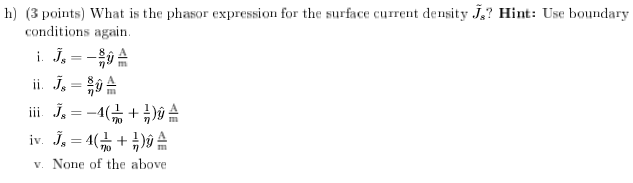 h) (3 points) What is the phasor expression for the surface current density J̃ₛ? Hint: Use boundary
conditions again.
i. J̃ₛ = −8/η ŷ A/m
ii. J̃ₛ = 8/η ŷ A/m
iii. J̃ₛ = −4(1/η₀ + 1/η)ŷ A/m
iv. J̃ₛ = 4(1/η₀ + 1/η)ŷ A/m
v. None of the above